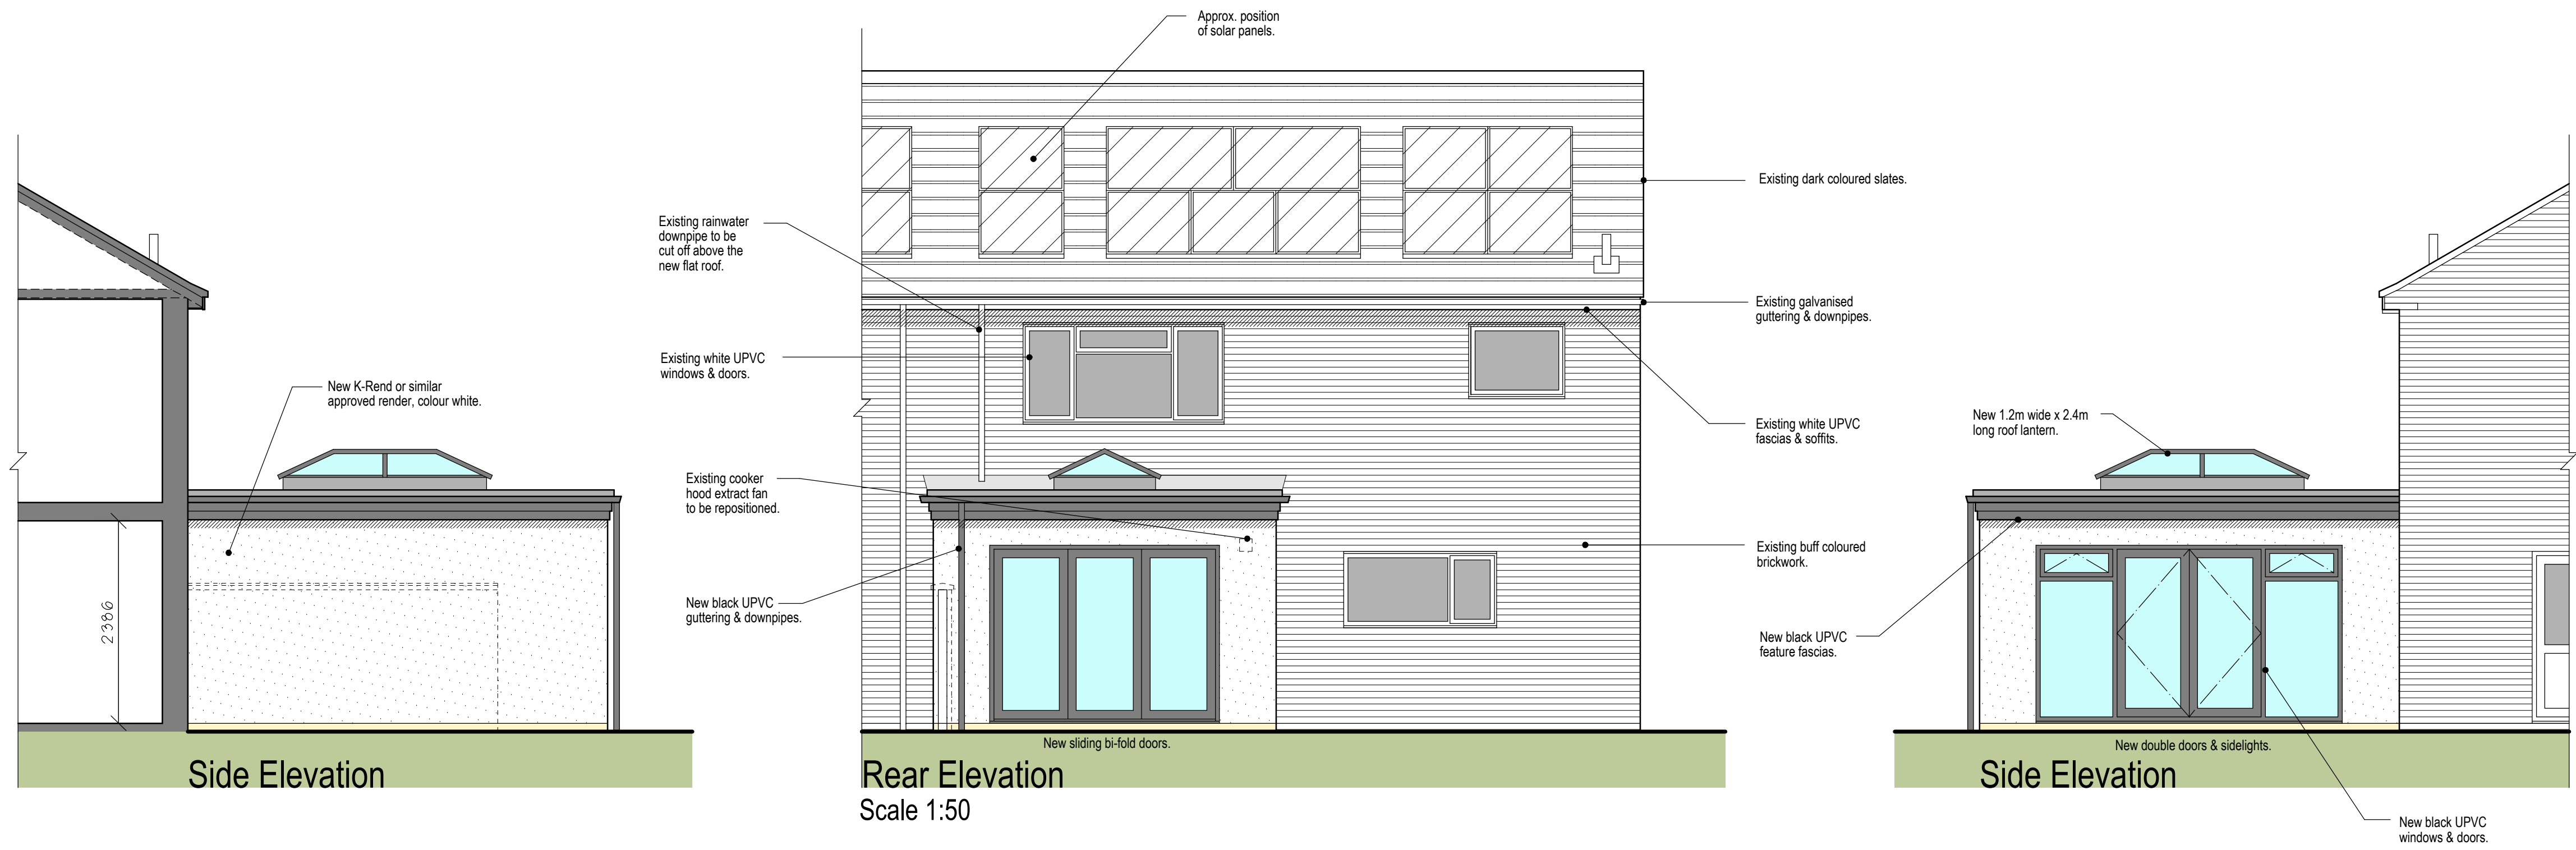 Approx. position
of solar panels.
Existing dark coloured slates.
Existing rainwater
downpipe to be
cut off above the
new flat roof.
Existing galvanised
guttering & downpipes.
Existing white UPVC
windows & doors.
New K-Rend or similar
approved render, colour white.
New 1.2m wide x 2.4m
long roof lantern.
Existing white UPVC
fascias & soffits.
Existing cooker
hood extract fan
to be repositioned.
Existing buff coloured
brickwork.
New black UPVC
guttering & downpipes.
2386
New black UPVC
feature fascias.
New sliding bi-fold doors.
New double doors & sidelights.
Side Elevation
Rear Elevation
Scale 1:50
Side Elevation
New black UPVC
windows & doors.